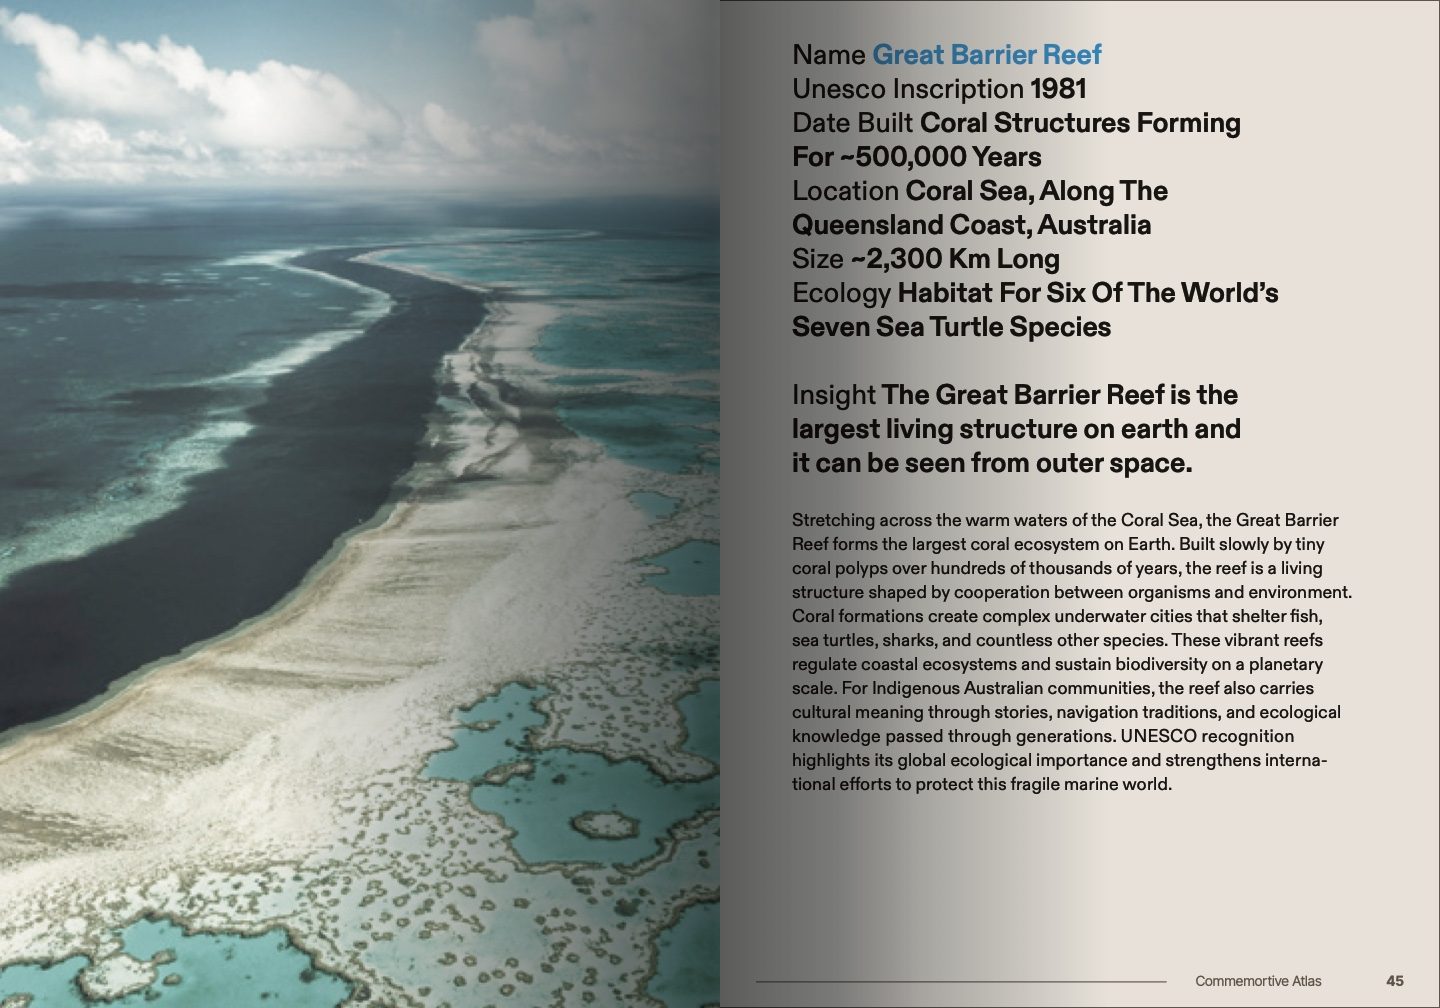 Name Great Barrier Reef
Unesco Inscription 1981
Date Built Coral Structures Forming
For ~500,000 Years
Location Coral Sea, Along The
Queensland Coast, Australia
Size ~2,300 Km Long
Ecology Habitat For Six Of The World’s
Seven Sea Turtle Species
Insight The Great Barrier Reef is the
largest living structure on earth and
it can be seen from outer space.
Stretching across the warm waters of the Coral Sea, the Great Barrier
Reef forms the largest coral ecosystem on Earth. Built slowly by tiny
coral polyps over hundreds of thousands of years, the reef is a living
structure shaped by cooperation between organisms and environment.
Coral formations create complex underwater cities that shelter fish,
sea turtles, sharks, and countless other species. These vibrant reefs
regulate coastal ecosystems and sustain biodiversity on a planetary
scale. For Indigenous Australian communities, the reef also carries
cultural meaning through stories, navigation traditions, and ecological
knowledge passed through generations. UNESCO recognition
highlights its global ecological importance and strengthens interna-
tional efforts to protect this fragile marine world.
Commemortive Atlas 45